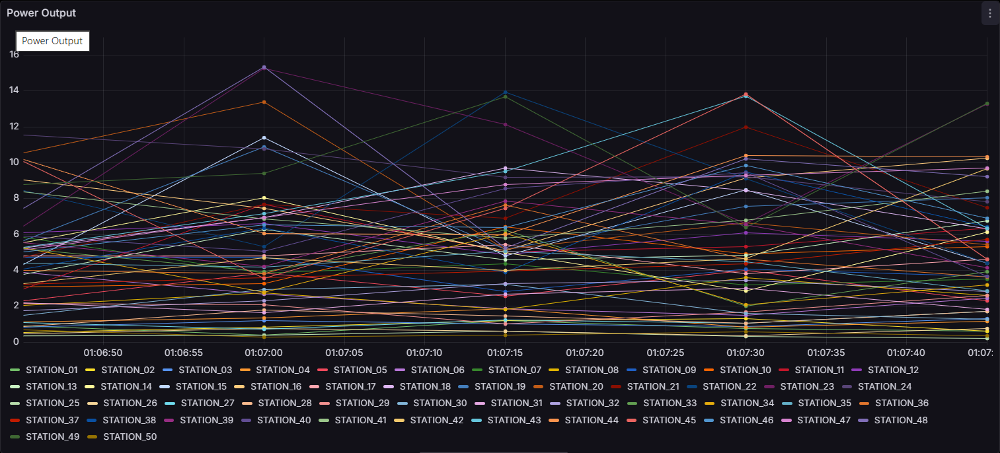 Power Output
Power Output
16
14
12
10
8
6
4
2
0
01:06:50 01:06:55 01:07:00 01:07:05 01:07:10 01:07:15 01:07:20 01:07:25 01:07:30 01:07:35 01:07:40 01:07:
STATION_01 STATION_02 STATION_03 STATION_04 STATION_05 STATION_06 STATION_07 STATION_08 STATION_09 STATION_10 STATION_11 STATION_12
STATION_13 STATION_14 STATION_15 STATION_16 STATION_17 STATION_18 STATION_19 STATION_20 STATION_21 STATION_22 STATION_23 STATION_24
STATION_25 STATION_26 STATION_27 STATION_28 STATION_29 STATION_30 STATION_31 STATION_32 STATION_33 STATION_34 STATION_35 STATION_36
STATION_37 STATION_38 STATION_39 STATION_40 STATION_41 STATION_42 STATION_43 STATION_44 STATION_45 STATION_46 STATION_47 STATION_48
STATION_49 STATION_50